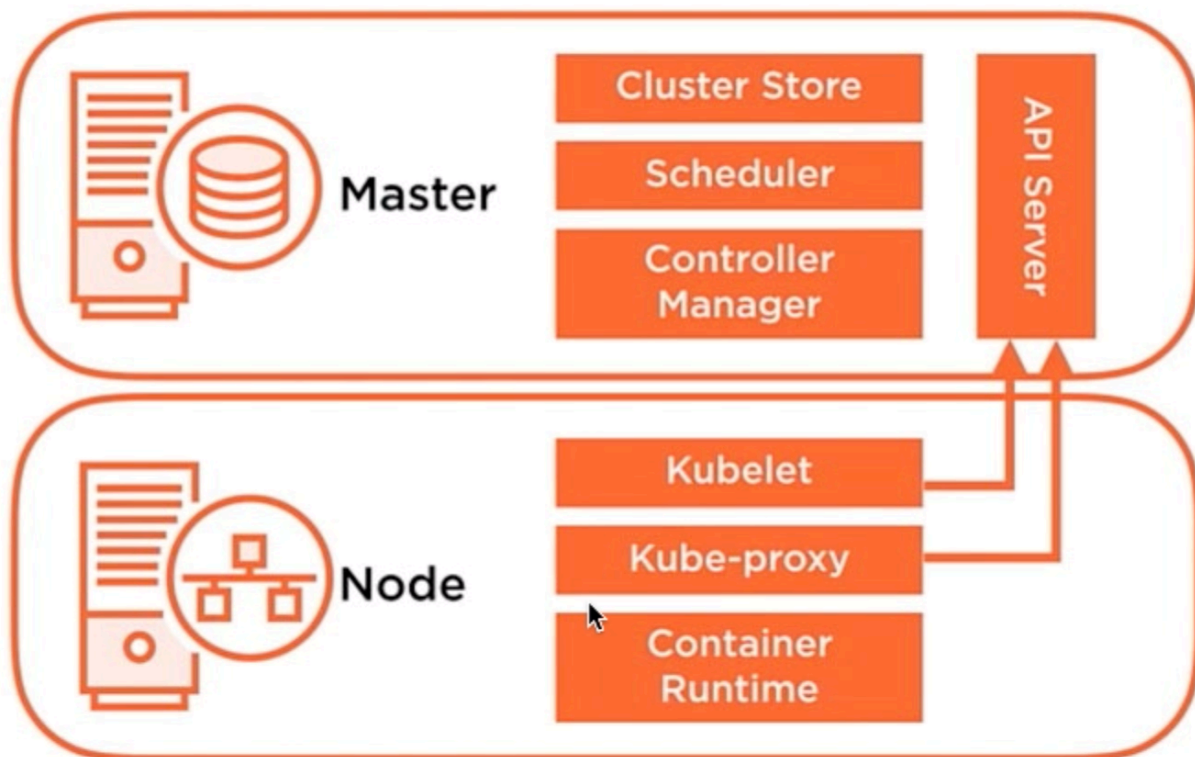 Master
Cluster Store
Scheduler
Controller
Manager
API Server
Node
Kubelet
Kube-proxy
Container
Runtime